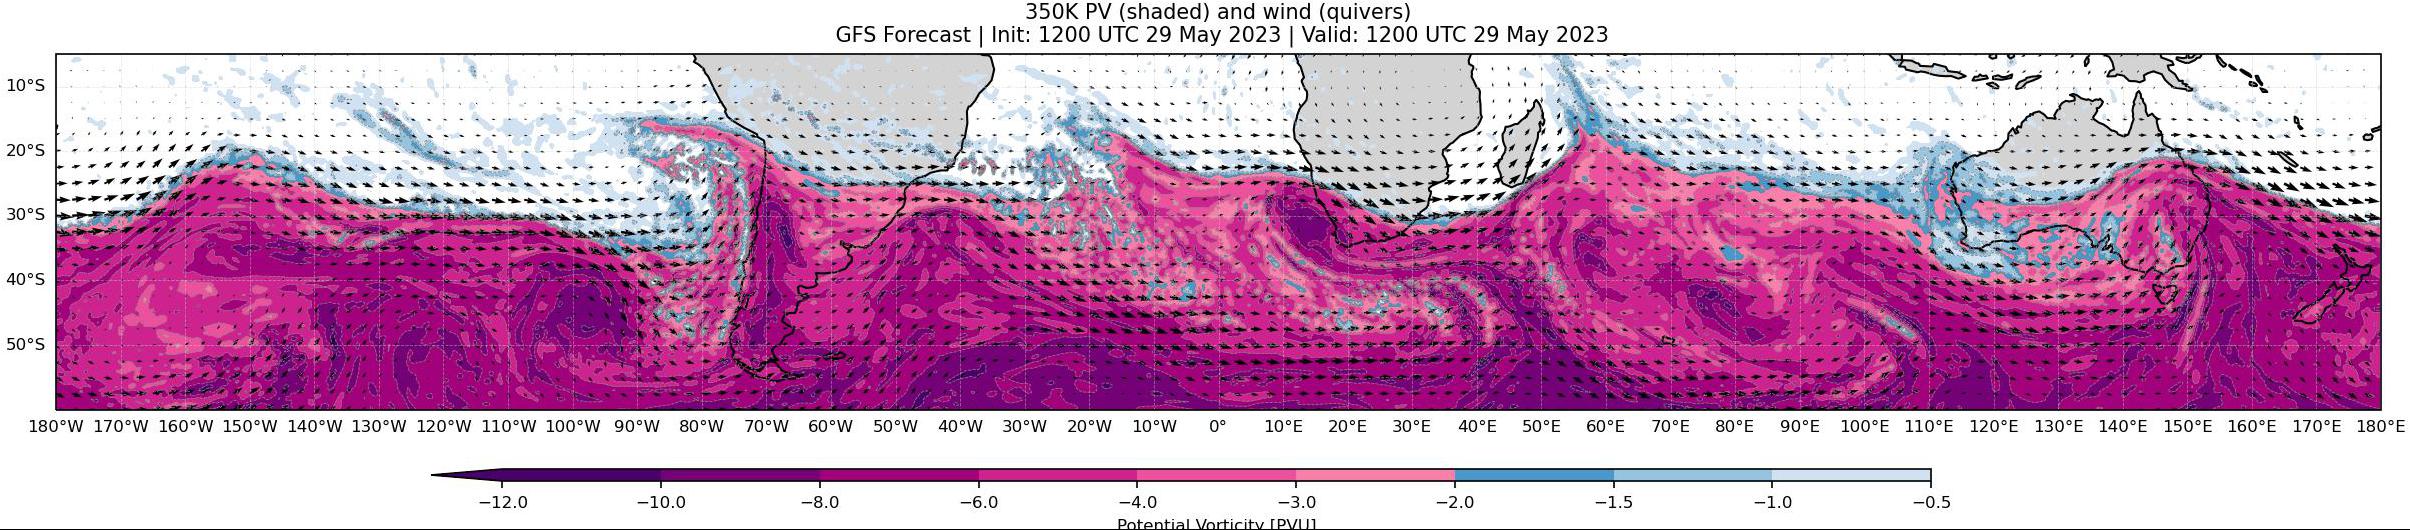 350K PV (shaded) and wind (quivers)
GFS Forecast | Init: 1200 UTC 29 May 2023 | Valid: 1200 UTC 29 May 2023
10°S
20°S
30°S
40°S
50°S
180°W 170°W 160°W 150°W 140°W 130°W 120°W 110°W 100°W 90°W 80°W 70°W 60°W 50°W 40°W 30°W 20°W 10°W 0° 10°E 20°E 30°E 40°E 50°E 60°E 70°E 80°E 90°E 100°E 110°E 120°E 130°E 140°E 150°E 160°E 170°E 180°E
−12.0 −10.0 −8.0 −6.0 −4.0 −3.0 −2.0 −1.5 −1.0 −0.5
Potential Vorticity [PVU]